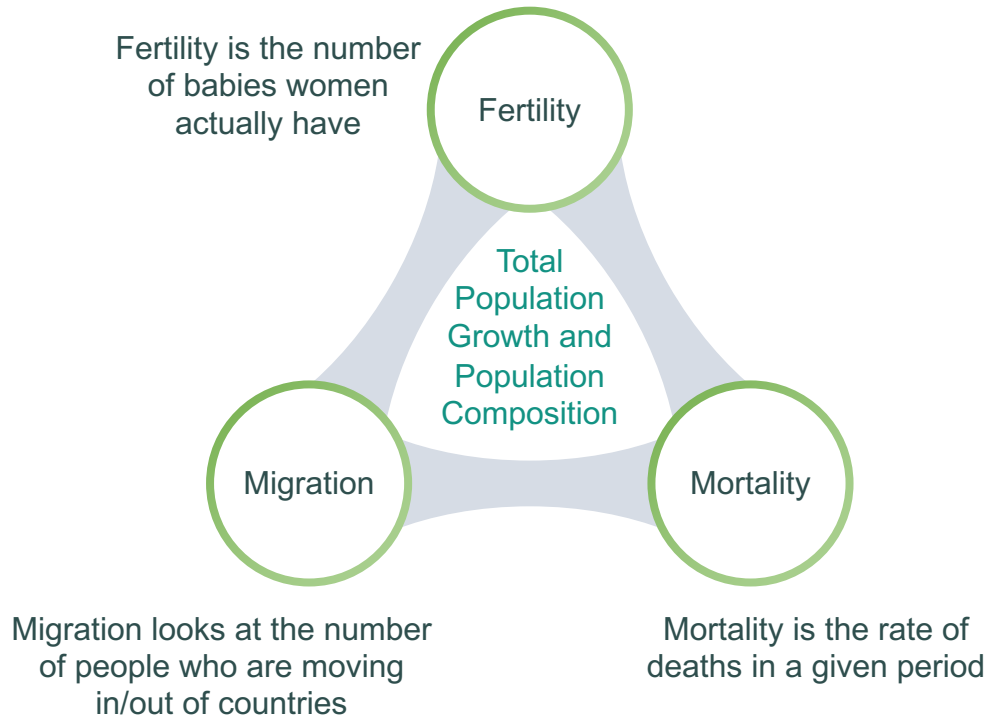 Fertility is the number
of babies women
actually have
Fertility
Total
Population
Growth and
Population
Composition
Migration
Mortality
Migration looks at the number
of people who are moving
in/out of countries
Mortality is the rate of
deaths in a given period